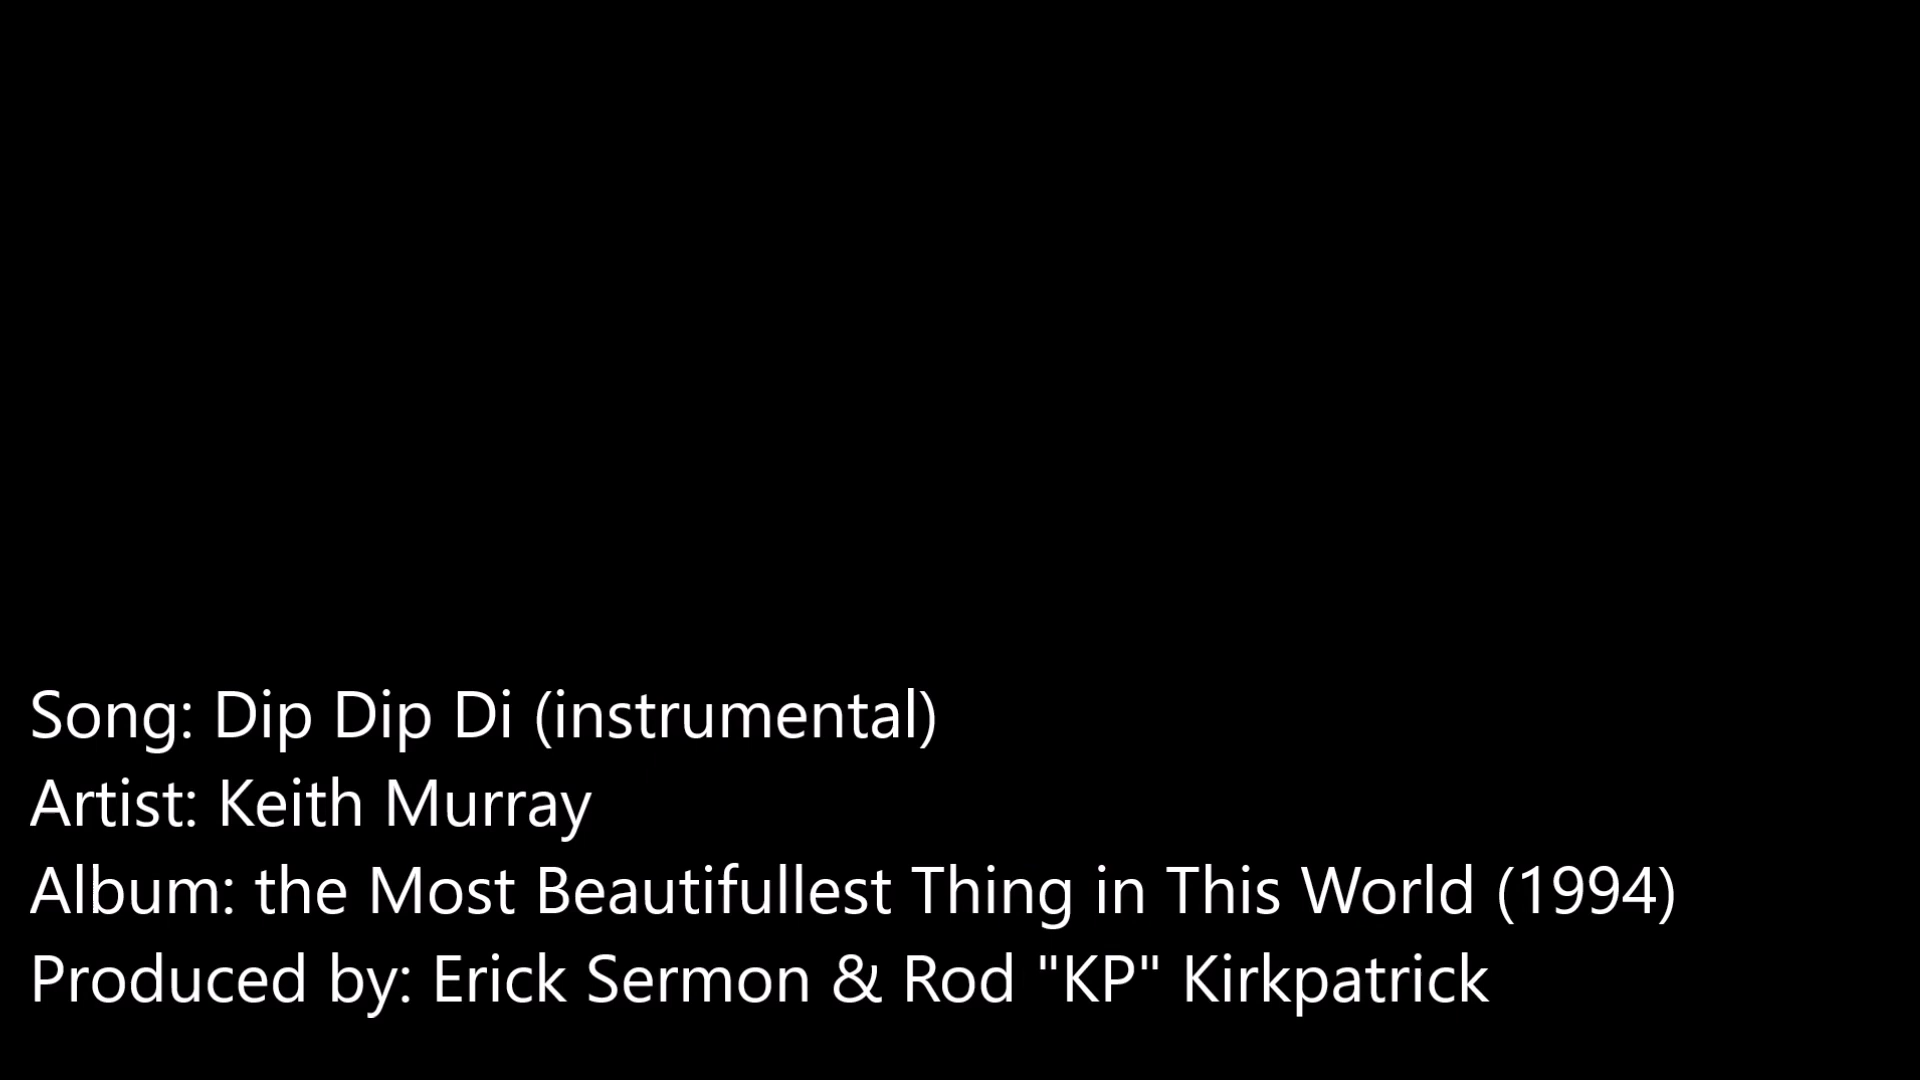 Song: Dip Dip Di (instrumental)
Artist: Keith Murray
Album: the Most Beautifullest Thing in This World (1994)
Produced by: Erick Sermon & Rod "KP" Kirkpatrick